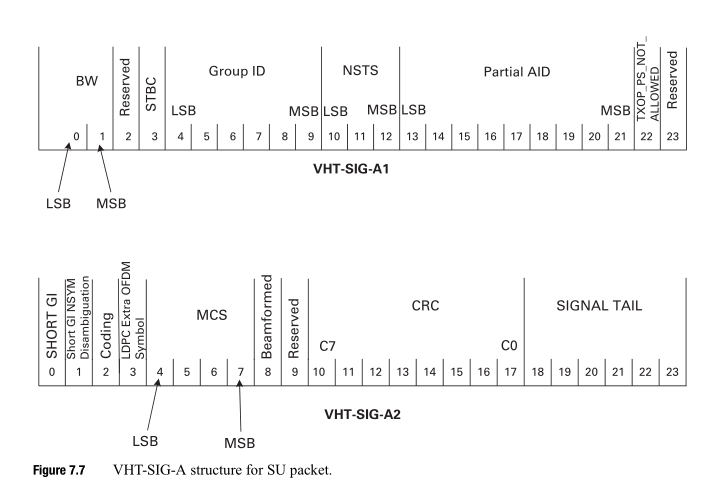 BW
Reserved
STBC
Group ID
NSTS
Partial AID
TXOP_PS_NOT_
ALLOWED
Reserved
LSB
MSB
LSB
MSB
LSB
MSB
0 1 2 3 4 5 6 7 8 9 10 11 12 13 14 15 16 17 18 19 20 21 22 23
VHT-SIG-A1
LSB
MSB
SHORT GI
Short GI NSYM
Disambiguation
Coding
LDPC Extra OFDM
Symbol
MCS
Beamformed
Reserved
CRC
SIGNAL TAIL
C7
C0
0 1 2 3 4 5 6 7 8 9 10 11 12 13 14 15 16 17 18 19 20 21 22 23
VHT-SIG-A2
LSB
MSB
Figure 7.7 VHT-SIG-A structure for SU packet.